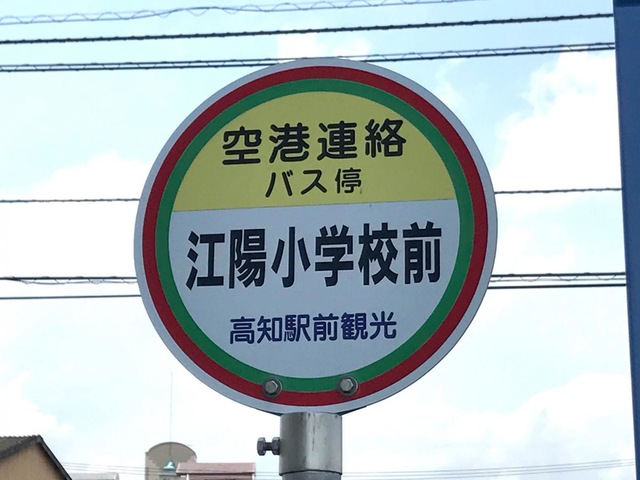 空港連絡
バス停
江陽小学校前
高知駅前観光